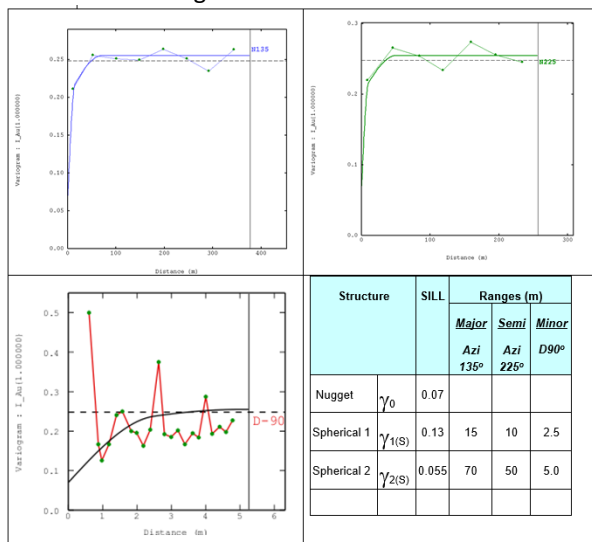 N135
0.25
0.20
0.15
0.10
0.05
0.00
Variogram : I_Au(1.000000)
0 100 200 300 400
Distance (m)
N225
0.3
0.2
0.1
0.0
Variogram : I_Au(1.000000)
0 100 200 300
Distance (m)
0.5
0.4
0.3
0.2
0.1
0.0
D-90
Variogram : I_Au(1.000000)
0 1 2 3 4 5 6
Distance (m)
Structure SILL Ranges (m)
Major Semi Minor
Azi Azi D90º
135º 225º
Nugget γ0 0.07
Spherical 1 γ1(S) 0.13 15 10 2.5
Spherical 2 γ2(S) 0.055 70 50 5.0